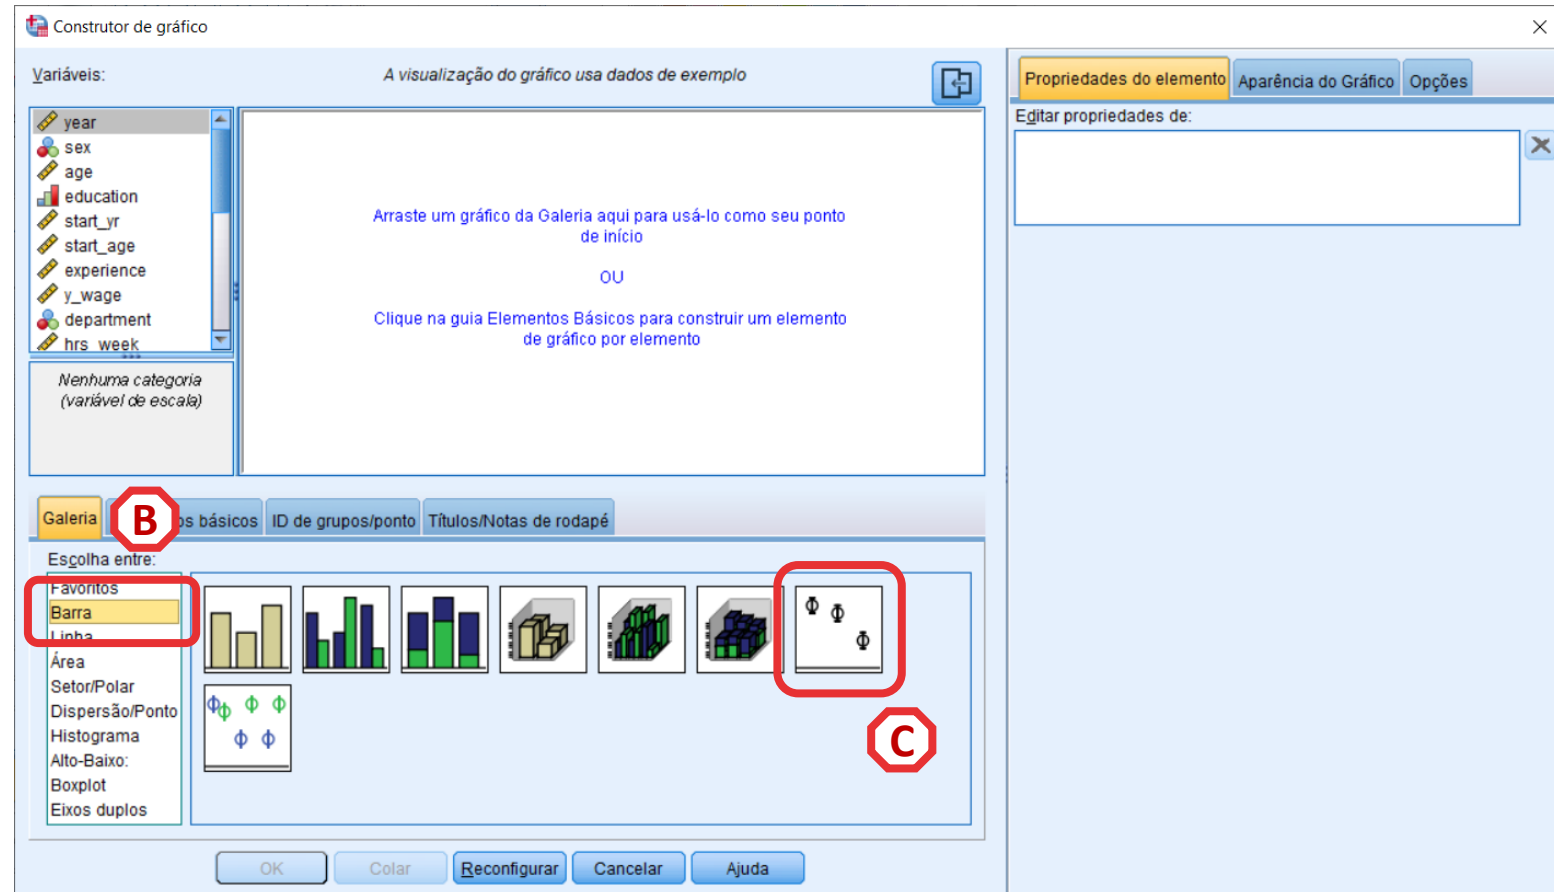 Construtor de gráfico
Variáveis:
A visualização do gráfico usa dados de exemplo
year
sex
age
education
start_yr
start_age
experience
y_wage
department
hrs_week
Nenhuma categoria
(variável de escala)
Arraste um gráfico da Galeria aqui para usá-lo como seu ponto
de início
OU
Clique na guia Elementos Básicos para construir um elemento
de gráfico por elemento
Galeria
B
os básicos
ID de grupos/ponto
Títulos/Notas de rodapé
Escolha entre:
Favoritos
Barra
Linha
Área
Setor/Polar
Dispersão/Ponto
Histograma
Alto-Baixo:
Boxplot
Eixos duplos
C
OK
Colar
Reconfigurar
Cancelar
Ajuda
Propriedades do elemento
Aparência do Gráfico
Opções
Editar propriedades de: